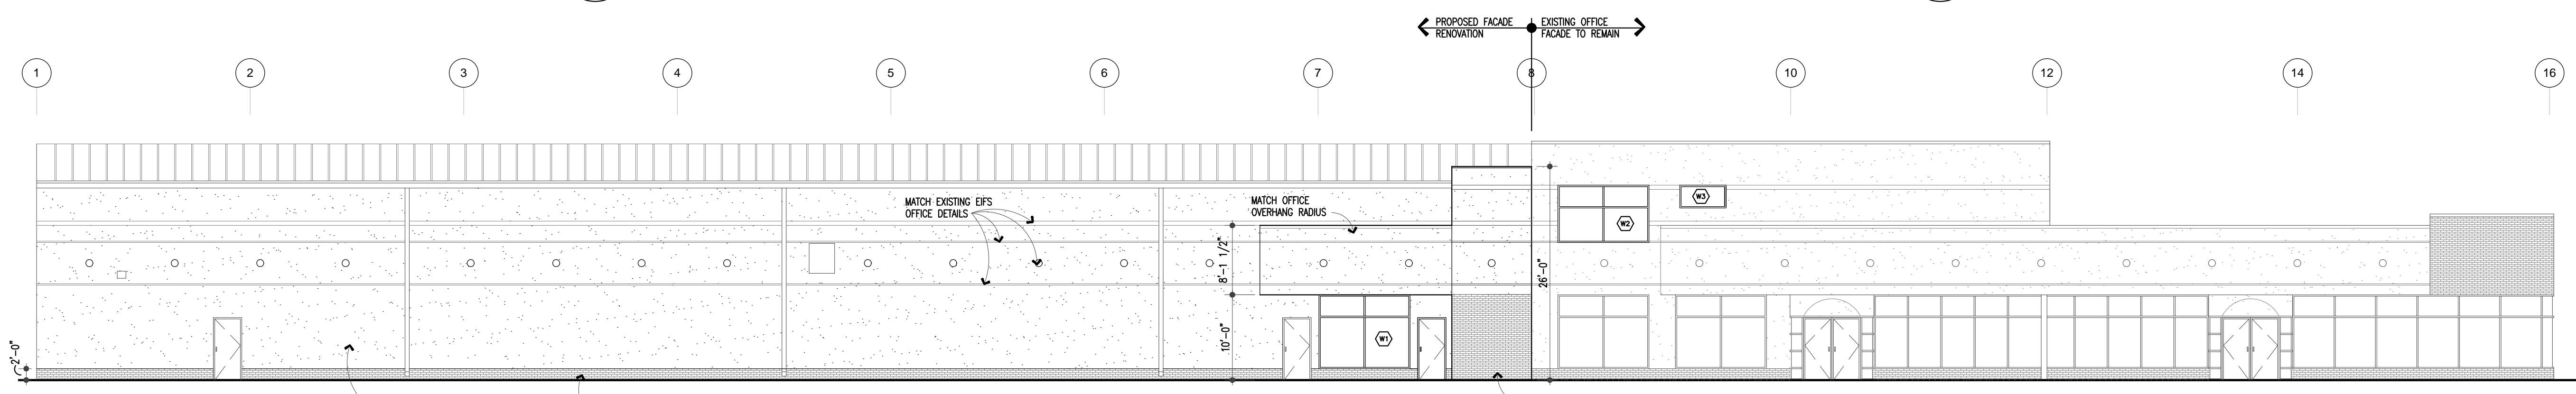 PROPOSED FACADE
RENOVATION
EXISTING OFFICE
FACADE TO REMAIN
1
2
3
4
5
6
7
8
10
12
14
16
MATCH EXISTING EIFS
OFFICE DETAILS
MATCH OFFICE
OVERHANG RADIUS
W3
W2
8'-1 1/2"
26'-0"
10'-0"
W1
2'-0"